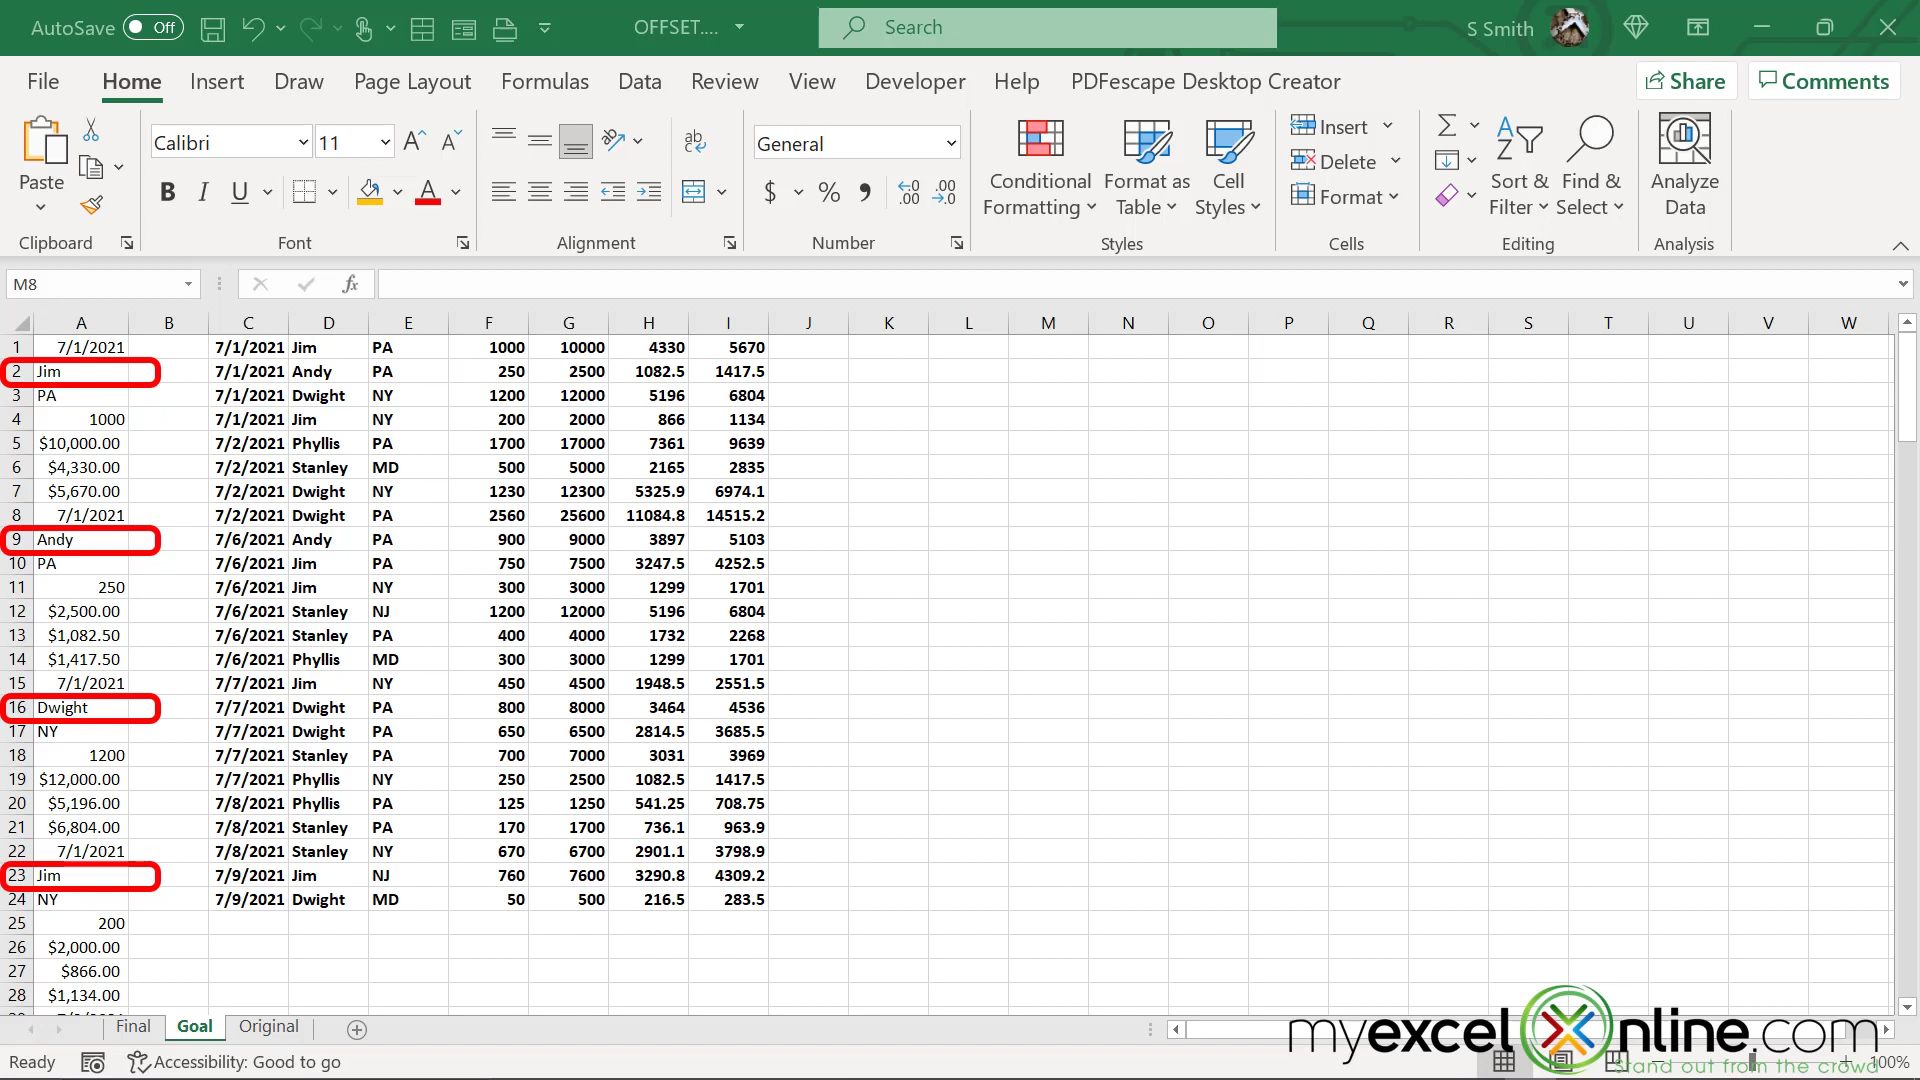 AutoSave Off OFFSET.... Search S Smith
File Home Insert Draw Page Layout Formulas Data Review View Developer Help PDFescape Desktop Creator Share Comments
Paste Calibri 11 General Conditional Formatting Format as Table Cell Styles Insert Delete Format Sort & Filter Find & Select Analyze Data
Clipboard Font Alignment Number Styles Cells Editing Analysis
M8 fx
A B C D E F G H I J K L M N O P Q R S T U V W
1 7/1/2021 7/1/2021 Jim PA 1000 10000 4330 5670
2 Jim 7/1/2021 Andy PA 250 2500 1082.5 1417.5
3 PA 7/1/2021 Dwight NY 1200 12000 5196 6804
4 1000 7/1/2021 Jim NY 200 2000 866 1134
5 $10,000.00 7/2/2021 Phyllis PA 1700 17000 7361 9639
6 $4,330.00 7/2/2021 Stanley MD 500 5000 2165 2835
7 $5,670.00 7/2/2021 Dwight NY 1230 12300 5325.9 6974.1
8 7/1/2021 7/2/2021 Dwight PA 2560 25600 11084.8 14515.2
9 Andy 7/6/2021 Andy PA 900 9000 3897 5103
10 PA 7/6/2021 Jim PA 750 7500 3247.5 4252.5
11 250 7/6/2021 Jim NY 300 3000 1299 1701
12 $2,500.00 7/6/2021 Stanley NJ 1200 12000 5196 6804
13 $1,082.50 7/6/2021 Stanley PA 400 4000 1732 2268
14 $1,417.50 7/6/2021 Phyllis MD 300 3000 1299 1701
15 7/1/2021 7/7/2021 Jim NY 450 4500 1948.5 2551.5
16 Dwight 7/7/2021 Dwight PA 800 8000 3464 4536
17 NY 7/7/2021 Dwight PA 650 6500 2814.5 3685.5
18 1200 7/7/2021 Stanley PA 700 7000 3031 3969
19 $12,000.00 7/7/2021 Phyllis NY 250 2500 1082.5 1417.5
20 $5,196.00 7/8/2021 Phyllis PA 125 1250 541.25 708.75
21 $6,804.00 7/8/2021 Stanley PA 170 1700 736.1 963.9
22 7/1/2021 7/8/2021 Stanley NY 670 6700 2901.1 3798.9
23 Jim 7/9/2021 Jim NJ 760 7600 3290.8 4309.2
24 NY 7/9/2021 Dwight MD 50 500 216.5 283.5
25 200
26 $2,000.00
27 $866.00
28 $1,134.00
Final Goal Original
myexcelonline.com
Ready Accessibility: Good to go Stand out from the crowd 100%